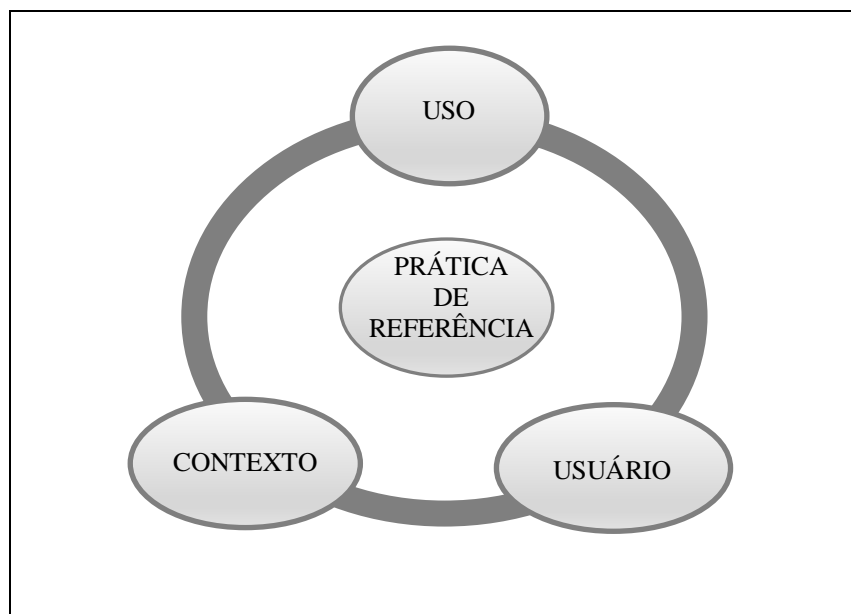 USO
PRÁTICA
DE
REFERÊNCIA
CONTEXTO
USUÁRIO